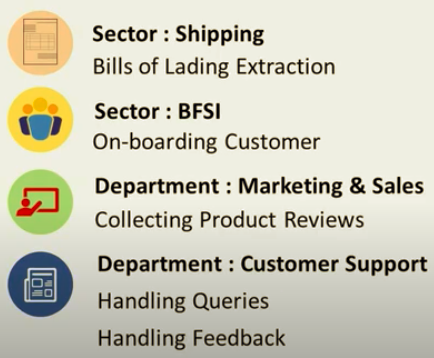 Sector : Shipping
Bills of Lading Extraction
Sector : BFSI
On-boarding Customer
Department : Marketing & Sales
Collecting Product Reviews
Department : Customer Support
Handling Queries
Handling Feedback